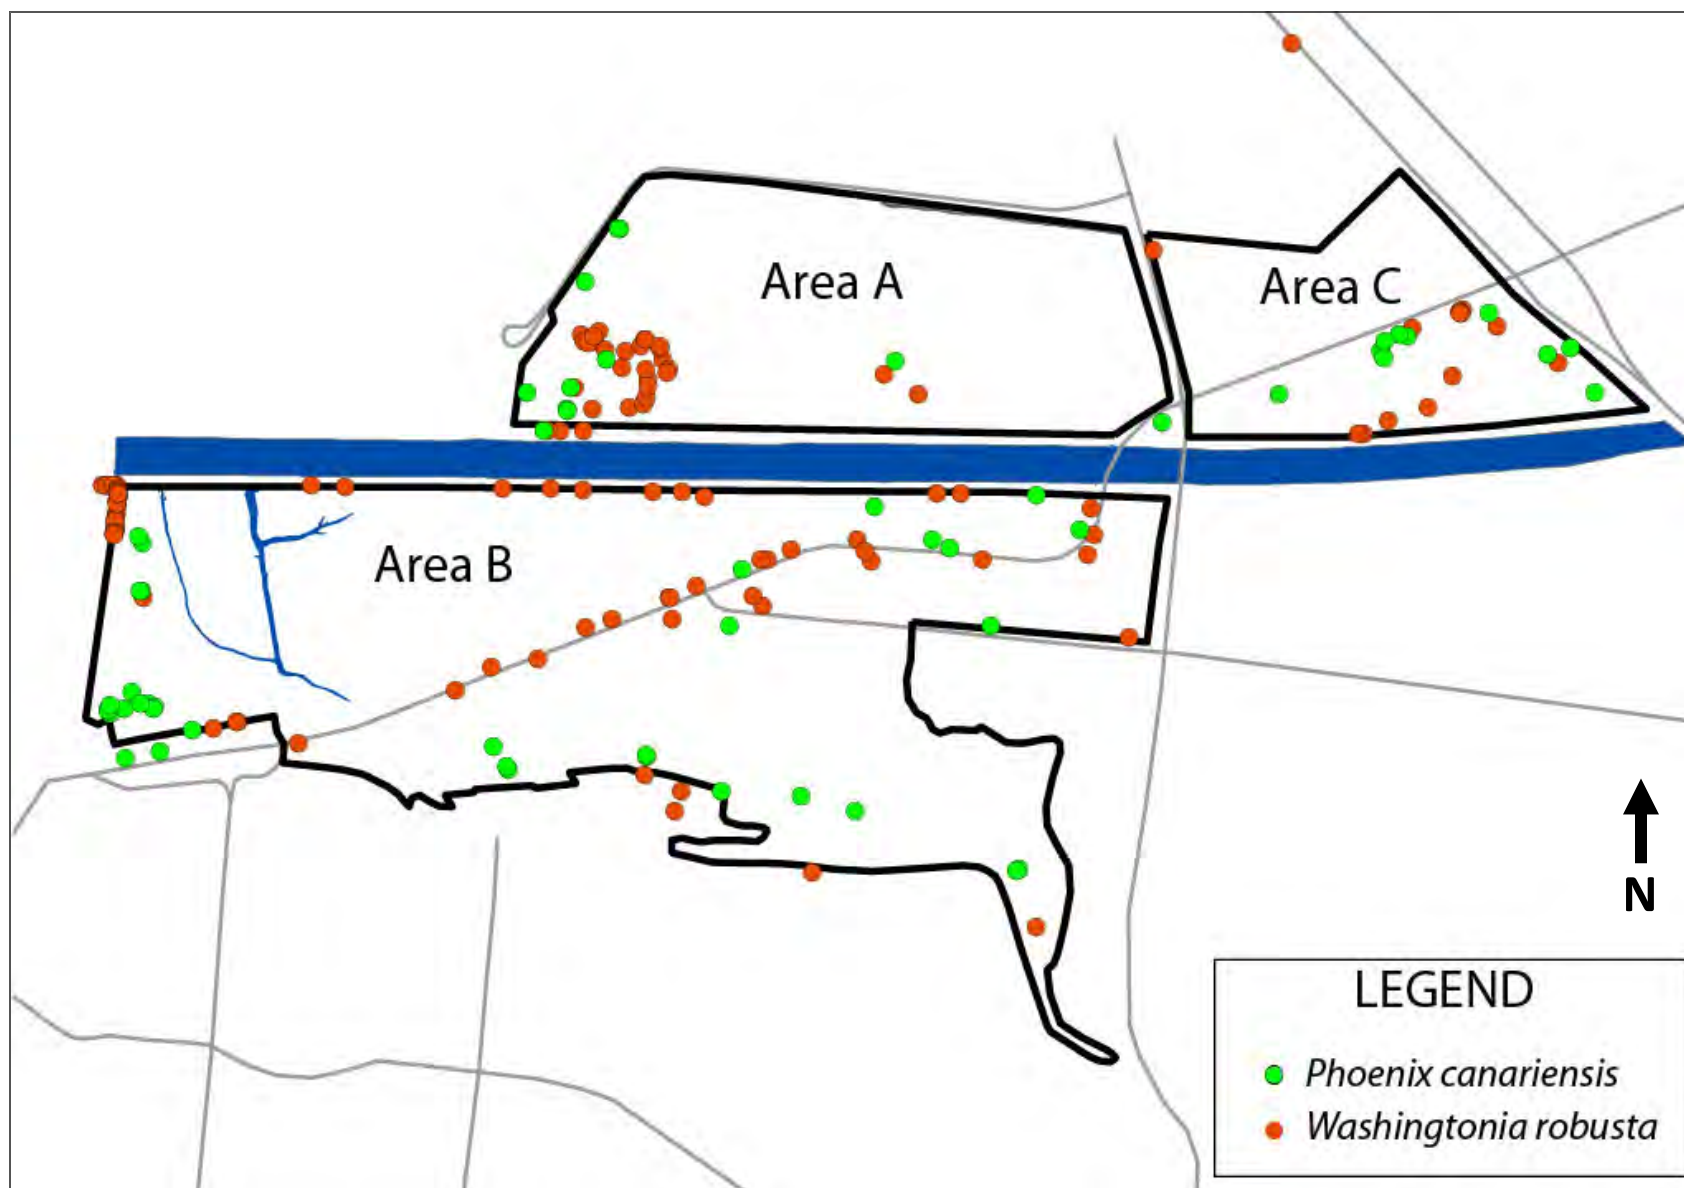 Area A
Area C
Area B
N
LEGEND
Phoenix canariensis
Washingtonia robusta